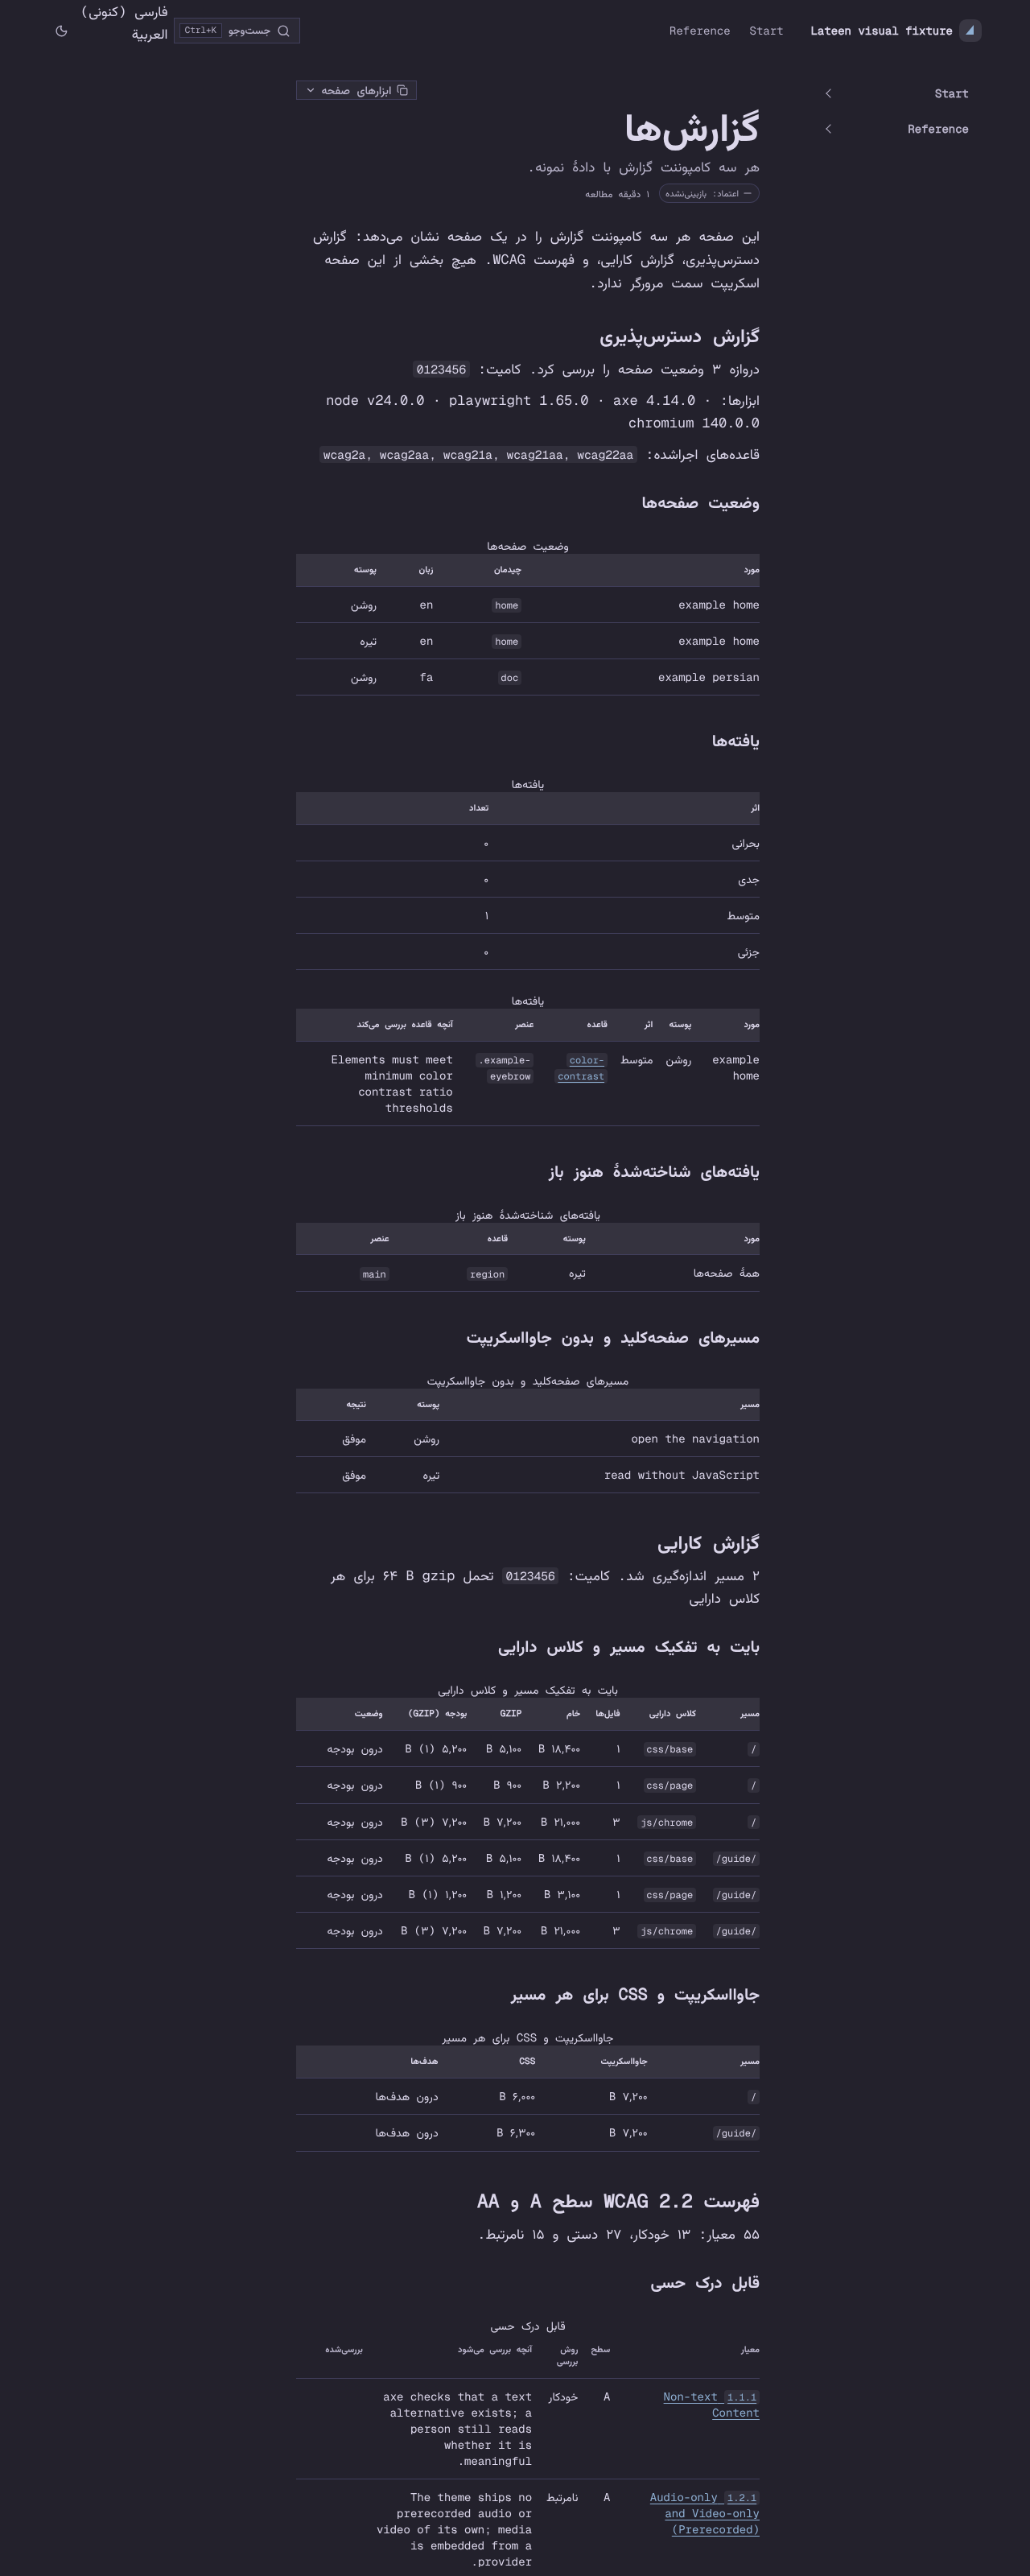 Lateen visual fixture
Start
Reference
جست‌وجو Ctrl+K
فارسی (کنونی)
العربية
Start
Reference
ابزارهای صفحه
گزارش‌ها
هر سه کامپوننت گزارش با دادهٔ نمونه.
— اعتماد: بازبینی‌نشده
۱ دقیقه مطالعه
این صفحه هر سه کامپوننت گزارش را در یک صفحه نشان می‌دهد: گزارش
دسترس‌پذیری، گزارش کارایی، و فهرست WCAG. هیچ بخشی از این صفحه
اسکریپت سمت مرورگر ندارد.
گزارش دسترس‌پذیری
دروازه ۳ وضعیت صفحه را بررسی کرد. کامیت: 0123456
ابزارها: node v24.0.0 · playwright 1.65.0 · axe 4.14.0 ·
chromium 140.0.0
قاعده‌های اجراشده: wcag2a, wcag2aa, wcag21a, wcag21aa, wcag22aa
وضعیت صفحه‌ها
وضعیت صفحه‌ها
مورد چیدمان زبان پوسته
example home home en روشن
example home home en تیره
example persian doc fa روشن
یافته‌ها
یافته‌ها
اثر تعداد
بحرانی ۰
جدی ۰
متوسط ۱
جزئی ۰
یافته‌ها
مورد پوسته اثر قاعده عنصر آنچه قاعده بررسی می‌کند
example home روشن متوسط color-contrast .example-eyebrow Elements must meet
minimum color
contrast ratio
thresholds
یافته‌های شناخته‌شدهٔ هنوز باز
یافته‌های شناخته‌شدهٔ هنوز باز
مورد پوسته قاعده عنصر
همهٔ صفحه‌ها تیره region main
مسیرهای صفحه‌کلید و بدون جاوااسکریپت
مسیرهای صفحه‌کلید و بدون جاوااسکریپت
مسیر پوسته نتیجه
open the navigation روشن موفق
read without JavaScript تیره موفق
گزارش کارایی
۲ مسیر اندازه‌گیری شد. کامیت: 0123456 تحمل ۶۴ B gzip برای هر
کلاس دارایی
بایت به تفکیک مسیر و کلاس دارایی
بایت به تفکیک مسیر و کلاس دارایی
مسیر کلاس دارایی فایل‌ها خام GZIP بودجه (GZIP) وضعیت
/ css/base ۱ ۱۸,۴۰۰ B ۵,۱۰۰ B ۵,۲۰۰ B (۱) درون بودجه
/ css/page ۱ ۲,۲۰۰ B ۹۰۰ B ۹۰۰ B (۱) درون بودجه
/ js/chrome ۳ ۲۱,۰۰۰ B ۷,۲۰۰ B ۷,۲۰۰ B (۳) درون بودجه
/guide/ css/base ۱ ۱۸,۴۰۰ B ۵,۱۰۰ B ۵,۲۰۰ B (۱) درون بودجه
/guide/ css/page ۱ ۳,۱۰۰ B ۱,۲۰۰ B ۱,۲۰۰ B (۱) درون بودجه
/guide/ js/chrome ۳ ۲۱,۰۰۰ B ۷,۲۰۰ B ۷,۲۰۰ B (۳) درون بودجه
جاوااسکریپت و CSS برای هر مسیر
جاوااسکریپت و CSS برای هر مسیر
مسیر جاوااسکریپت CSS هدف‌ها
/ ۷,۲۰۰ B ۶,۰۰۰ B درون هدف‌ها
/guide/ ۷,۲۰۰ B ۶,۳۰۰ B درون هدف‌ها
فهرست WCAG 2.2 سطح A و AA
۵۵ معیار: ۱۳ خودکار، ۲۷ دستی و ۱۵ نامرتبط.
قابل درک حسی
قابل درک حسی
معیار سطح روش بررسی آنچه بررسی می‌شود بررسی‌شده
1.1.1 Non-text Content A خودکار axe checks that a text
alternative exists; a
person still reads
whether it is
meaningful.
1.2.1 Audio-only and Video-only (Prerecorded) A نامرتبط The theme ships no
prerecorded audio or
video of its own; media
is embedded from a
provider.